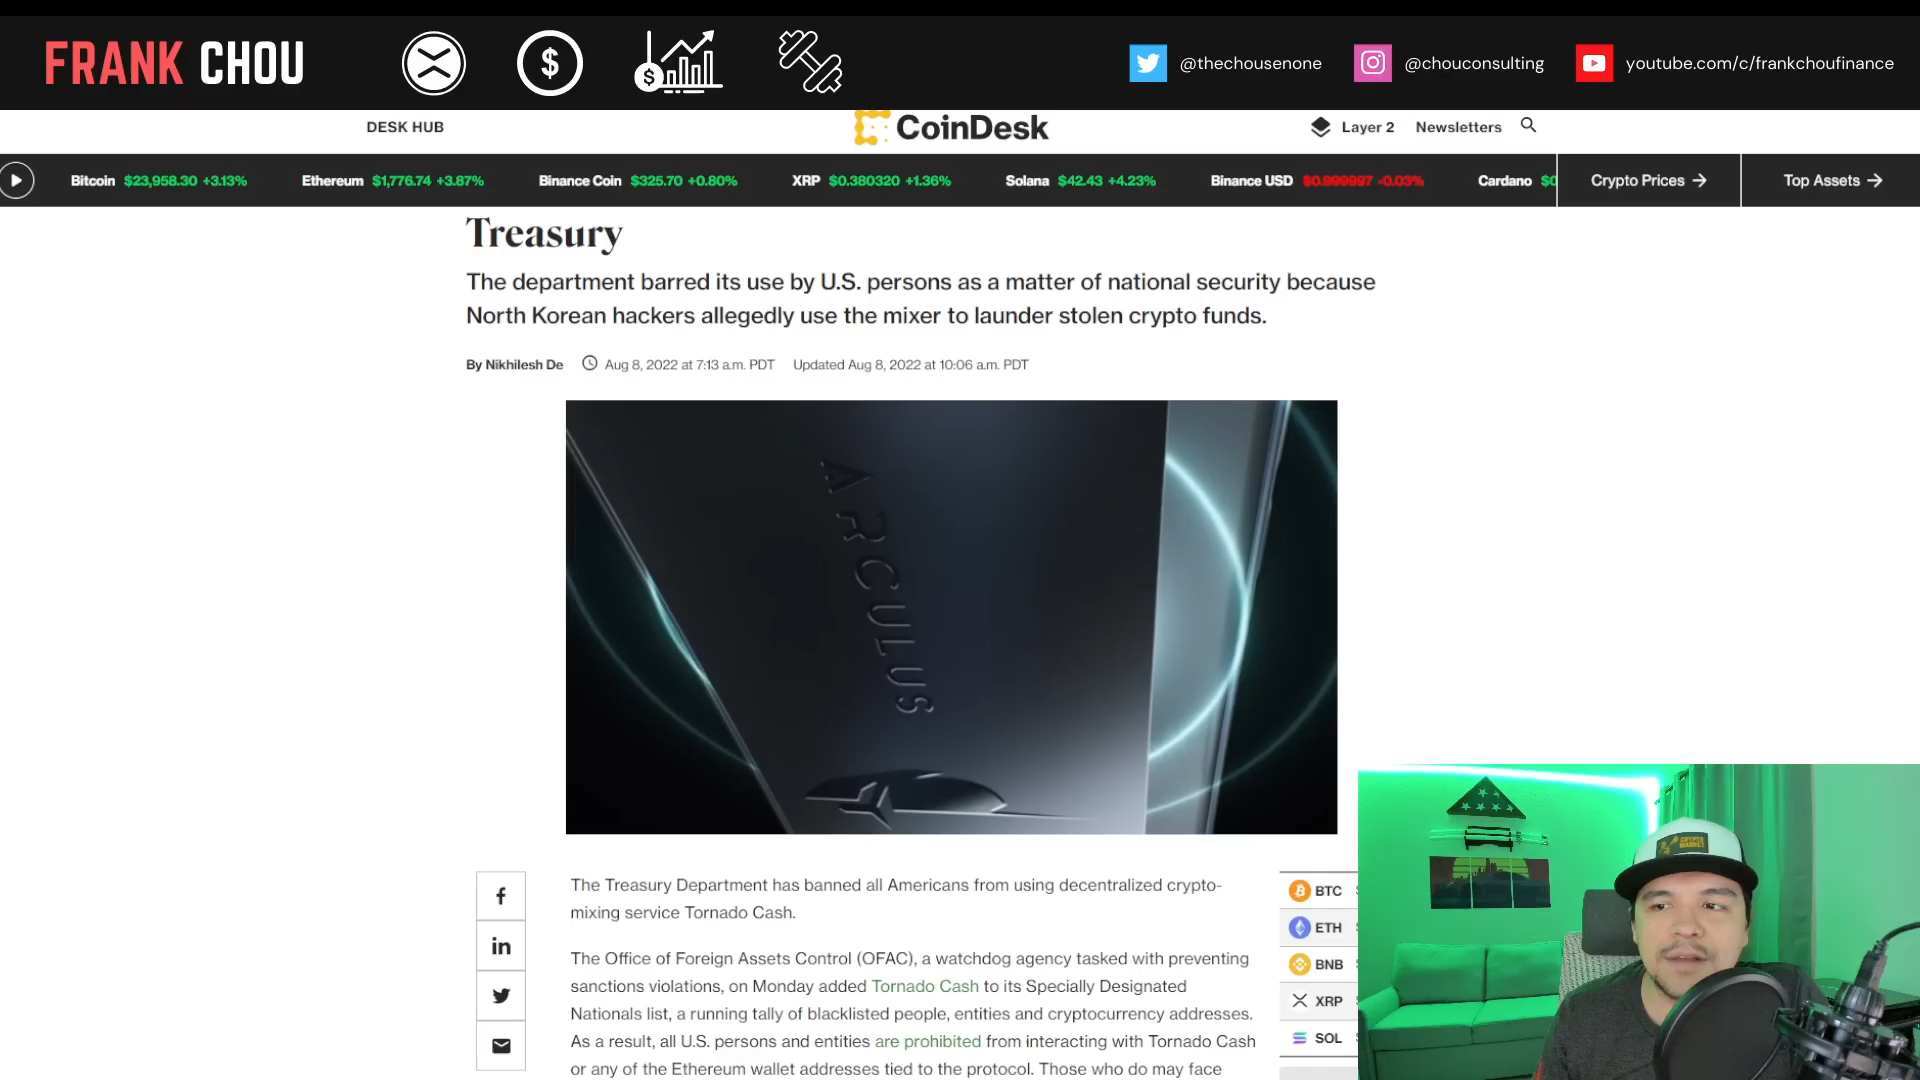 FRANK CHOU
@thechousenone
@chouconsulting
youtube.com/c/frankchoufinance
DESK HUB
CoinDesk
Layer 2
Newsletters
Bitcoin $23,958.30 +3.13%
Ethereum $1,776.74 +3.87%
Binance Coin $325.70 +0.80%
XRP $0.380320 +1.36%
Solana $42.43 +4.23%
Binance USD $0.999997 -0.03%
Cardano $0
Crypto Prices →
Top Assets →
Treasury
The department barred its use by U.S. persons as a matter of national security because
North Korean hackers allegedly use the mixer to launder stolen crypto funds.
By Nikhilesh De Aug 8, 2022 at 7:13 a.m. PDT Updated Aug 8, 2022 at 10:06 a.m. PDT
ARCULUS
The Treasury Department has banned all Americans from using decentralized crypto-
mixing service Tornado Cash.
The Office of Foreign Assets Control (OFAC), a watchdog agency tasked with preventing
sanctions violations, on Monday added Tornado Cash to its Specially Designated
Nationals list, a running tally of blacklisted people, entities and cryptocurrency addresses.
As a result, all U.S. persons and entities are prohibited from interacting with Tornado Cash
or any of the Ethereum wallet addresses tied to the protocol. Those who do may face
BTC
ETH
BNB
XRP
SOL
CRYPTO
MARKET